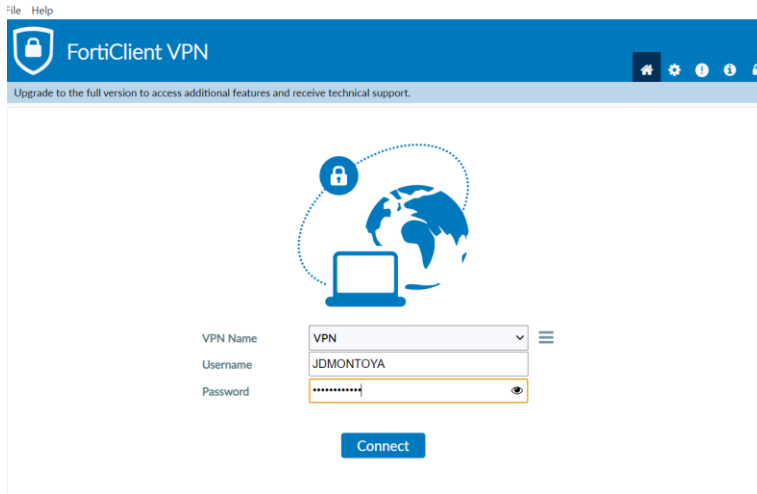 File Help
FortiClient VPN
Upgrade to the full version to access additional features and receive technical support.
VPN Name VPN
Username JDMONTOYA
Password ••••••••••••
Connect